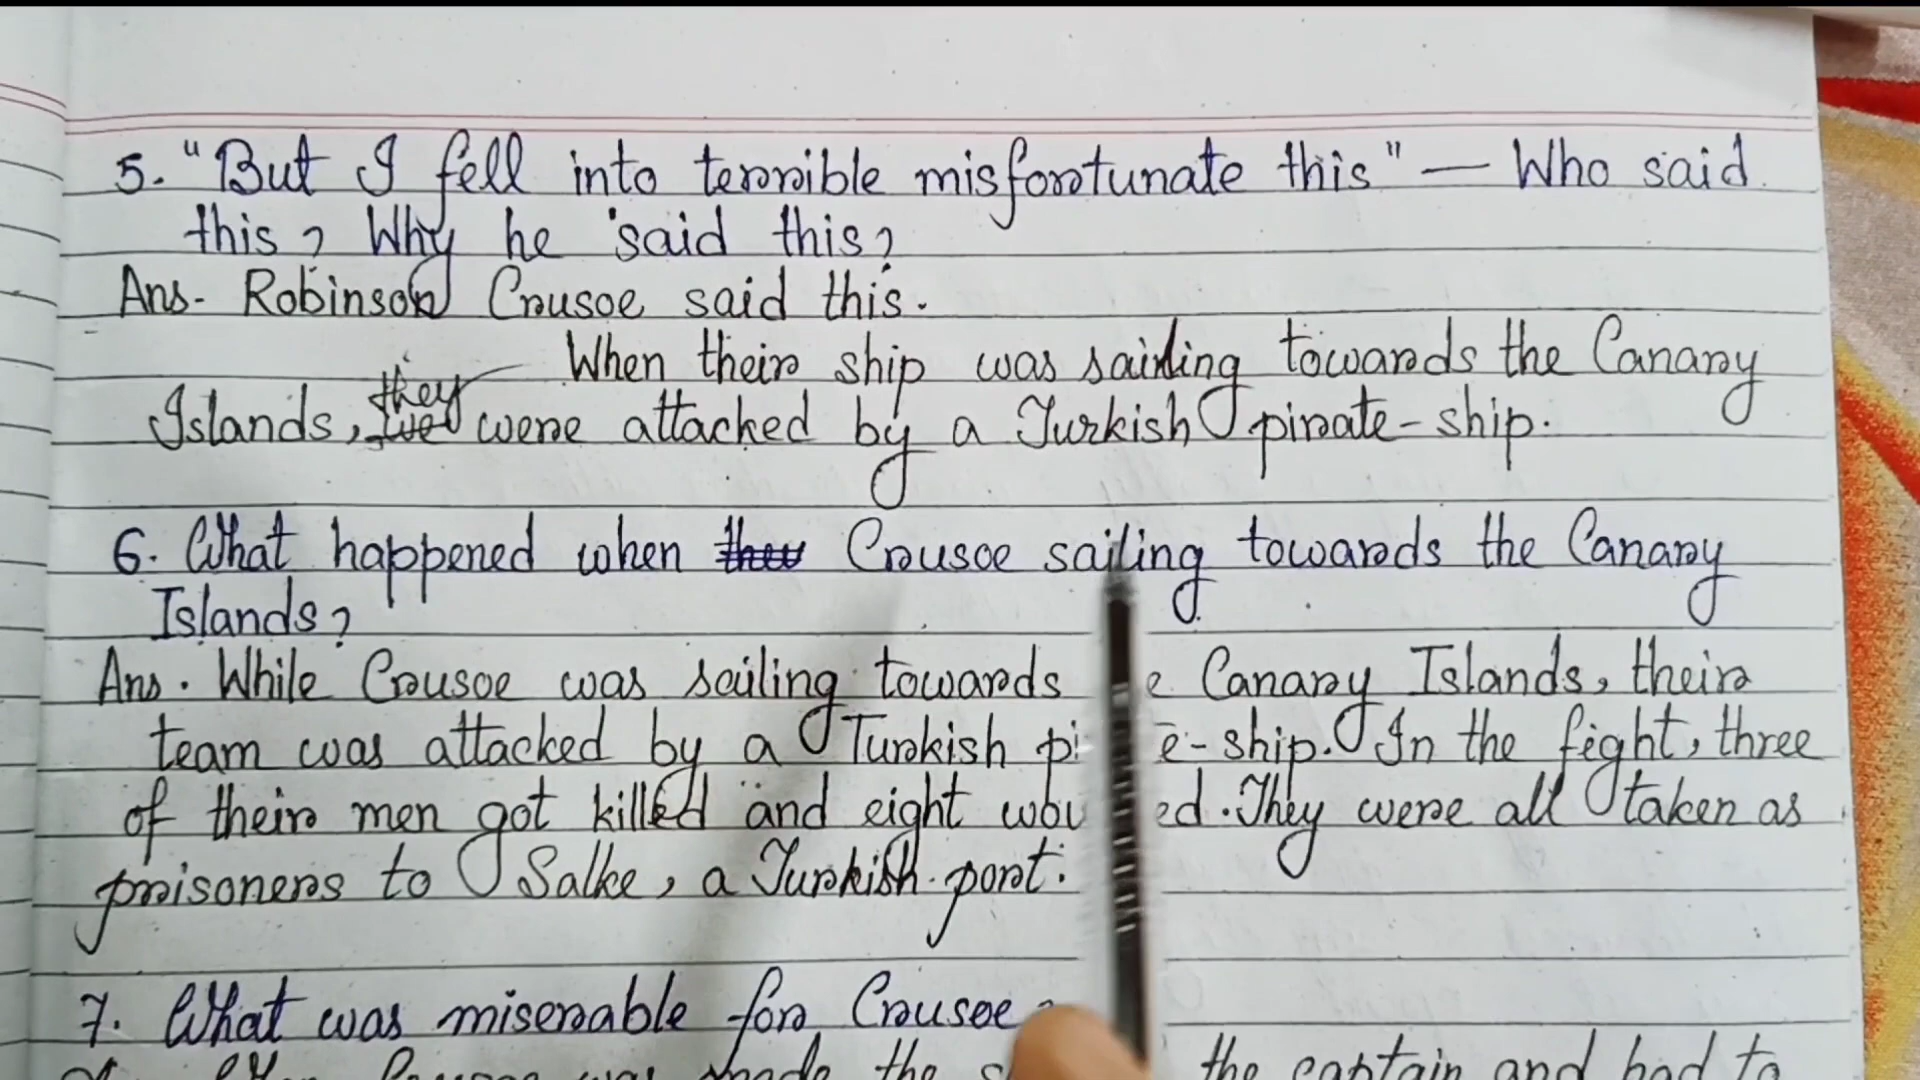 5. "But I fell into terrible misfortunate this" — Who said
this? Why he said this?
Ans- Robinson Crusoe said this.
When their ship was sailing towards the Canary
Islands, they were attacked by a Turkish pirate-ship.
6. What happened when Crusoe sailing towards the Canary
Islands?
Ans. While Crusoe was sailing towards Canary Islands, their
team was attacked by a Turkish ship. In the fight, three
of their men got killed and eight They were all taken as
prisoners to Salke, a Turkish port.
7. What was miserable for Crusoe
the captain and had to